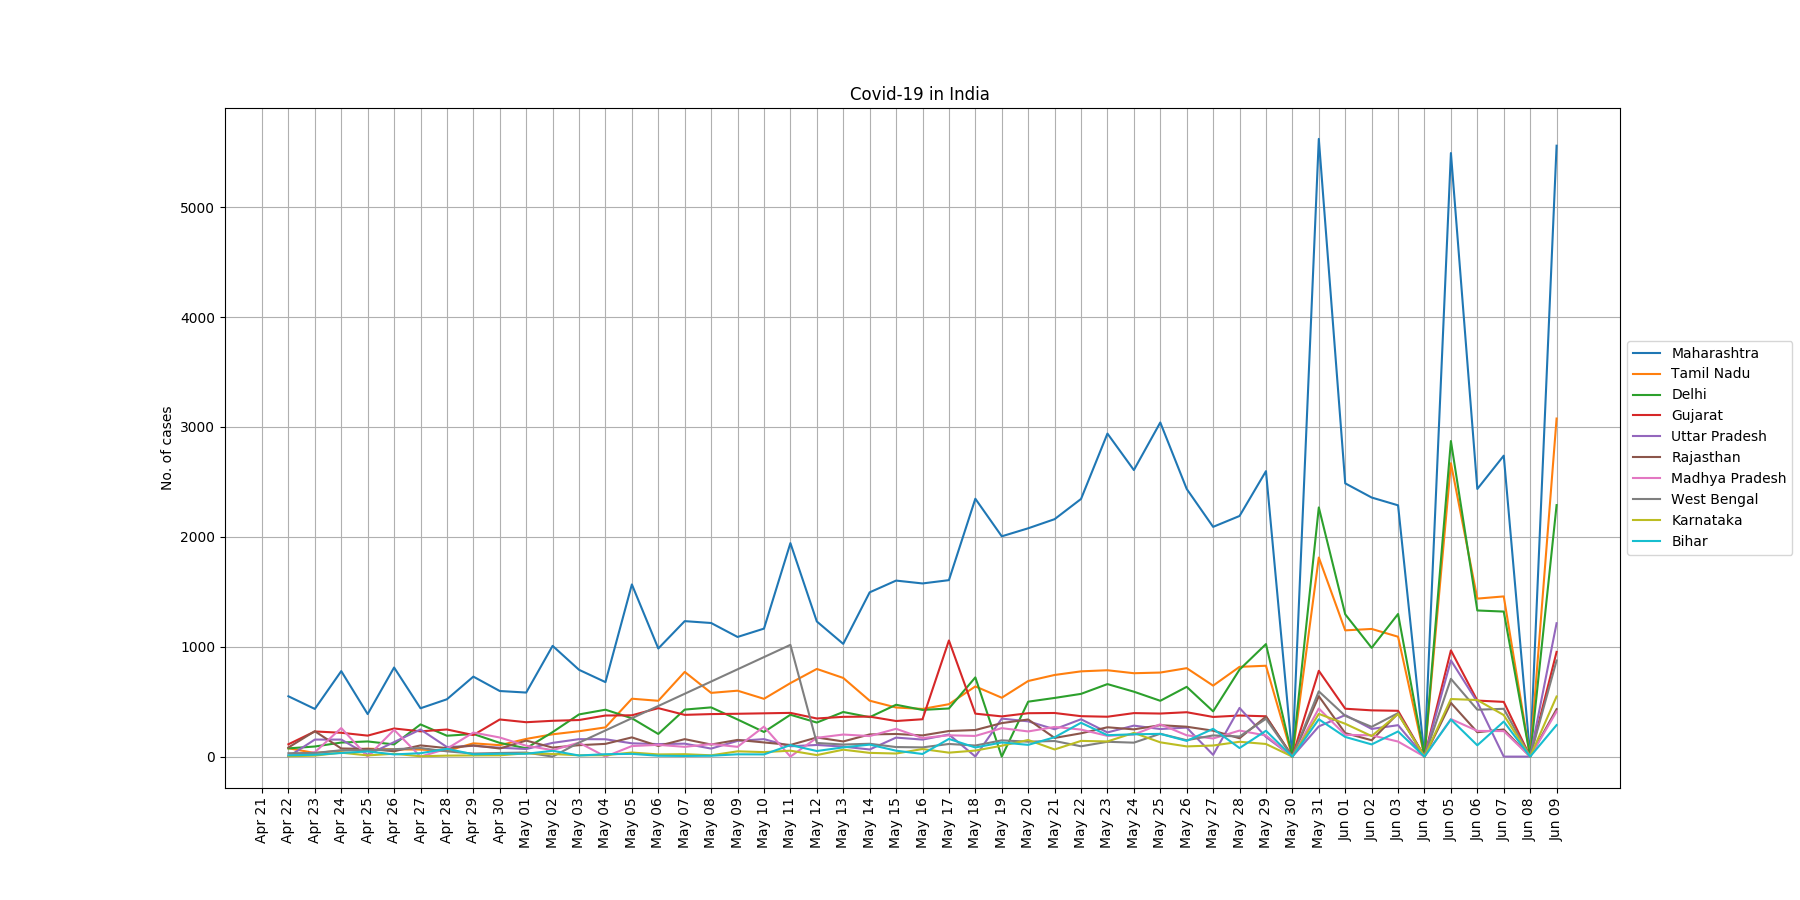 Covid-19 in India
No. of cases
5000
4000
3000
2000
1000
0
Apr 21
Apr 22
Apr 23
Apr 24
Apr 25
Apr 26
Apr 27
Apr 28
Apr 29
Apr 30
May 01
May 02
May 03
May 04
May 05
May 06
May 07
May 08
May 09
May 10
May 11
May 12
May 13
May 14
May 15
May 16
May 17
May 18
May 19
May 20
May 21
May 22
May 23
May 24
May 25
May 26
May 27
May 28
May 29
May 30
May 31
Jun 01
Jun 02
Jun 03
Jun 04
Jun 05
Jun 06
Jun 07
Jun 08
Jun 09
Maharashtra
Tamil Nadu
Delhi
Gujarat
Uttar Pradesh
Rajasthan
Madhya Pradesh
West Bengal
Karnataka
Bihar